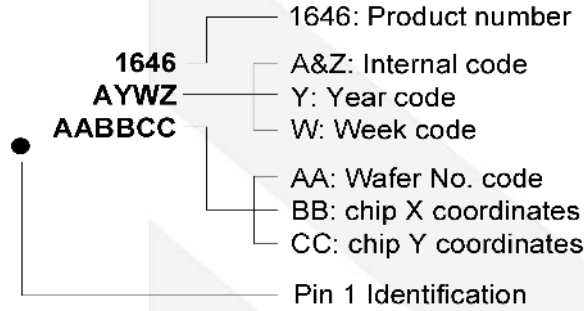 1646: Product number
1646
A&Z: Internal code
AYWZ
Y: Year code
W: Week code
AABBCC
AA: Wafer No. code
BB: chip X coordinates
CC: chip Y coordinates
Pin 1 Identification